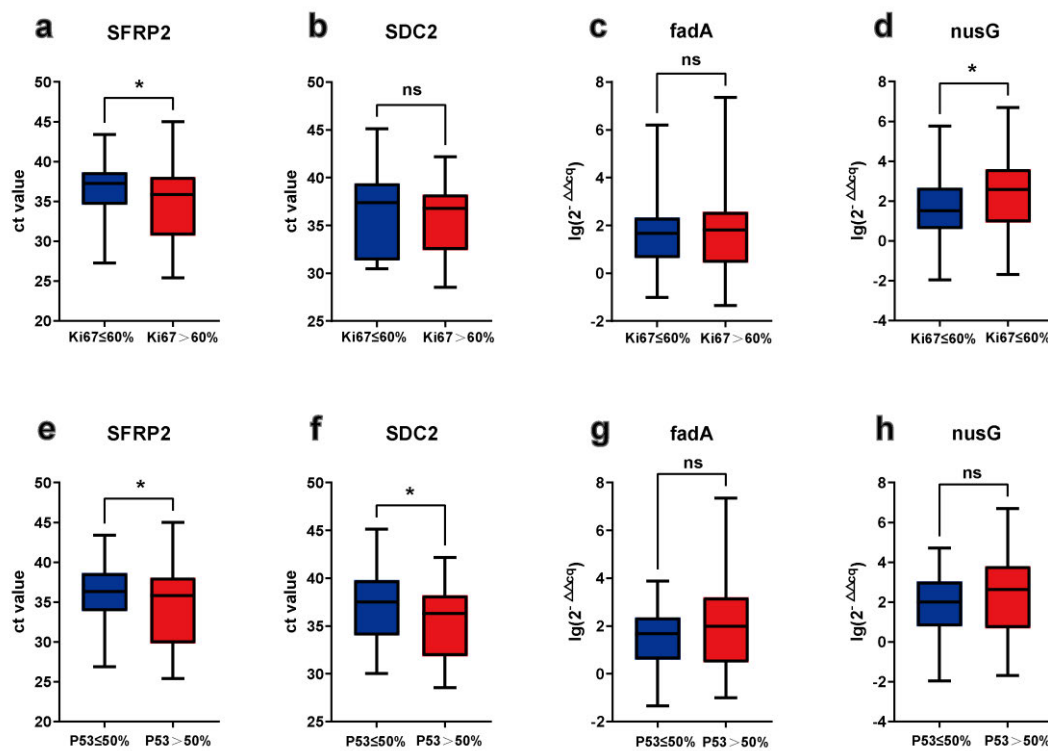 a
SFRP2
ct value
50
45
40
35
30
25
20
*
Ki67≤60%
Ki67>60%
b
SDC2
ct value
50
45
40
35
30
25
ns
Ki67≤60%
Ki67>60%
c
fadA
lg(2^-ΔΔcq)
8
6
4
2
0
-2
ns
Ki67≤60%
Ki67>60%
d
nusG
lg(2^-ΔΔcq)
8
6
4
2
0
-2
-4
*
Ki67≤60%
Ki67≤60%
e
SFRP2
ct value
50
45
40
35
30
25
20
*
P53≤50%
P53>50%
f
SDC2
ct value
50
45
40
35
30
25
*
P53≤50%
P53>50%
g
fadA
lg(2^-ΔΔcq)
8
6
4
2
0
-2
ns
P53≤50%
P53>50%
h
nusG
lg(2^-ΔΔcq)
8
6
4
2
0
-2
-4
ns
P53≤50%
P53>50%